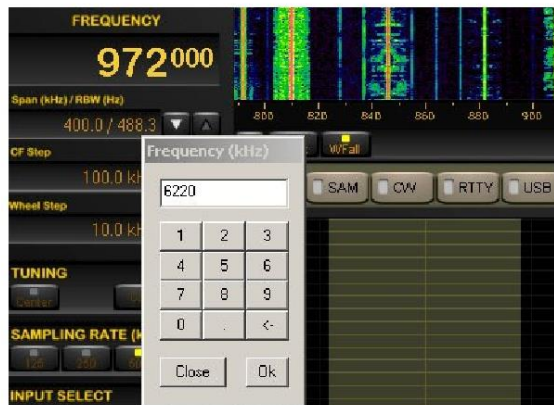 FREQUENCY
972000
Span (kHz) / RBW (Hz)
400.0 / 488.3
CF Step
100.0 kH
Wheel Step
10.0 kH
TUNING
Center
SAMPLING RATE (k
125 250
INPUT SELECT
800 820 840 860 880 900
WFall
SAM CW RTTY USB
Frequency (kHz)
6220
1 2 3
4 5 6
7 8 9
0 . <-
Close Ok